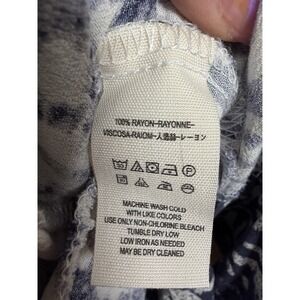 100% RAYON-RAYONNE-
VISCOSA-RAIOM-人造絲-レーヨン
MACHINE WASH COLD
WITH LIKE COLORS
USE ONLY NON-CHLORINE BLEACH
TUMBLE DRY LOW
LOW IRON AS NEEDED
MAY BE DRY CLEANED